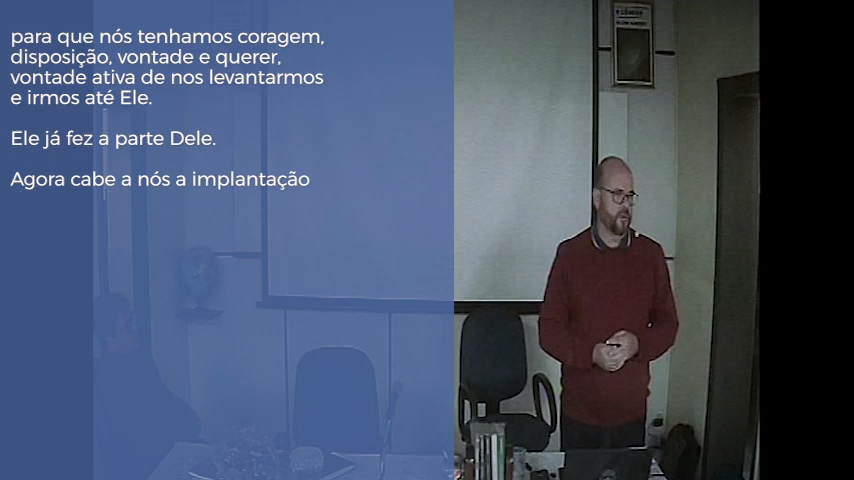 para que nós tenhamos coragem,
disposição, vontade e querer,
vontade ativa de nos levantarmos
e irmos até Ele.
Ele já fez a parte Dele.
Agora cabe a nós a implantação